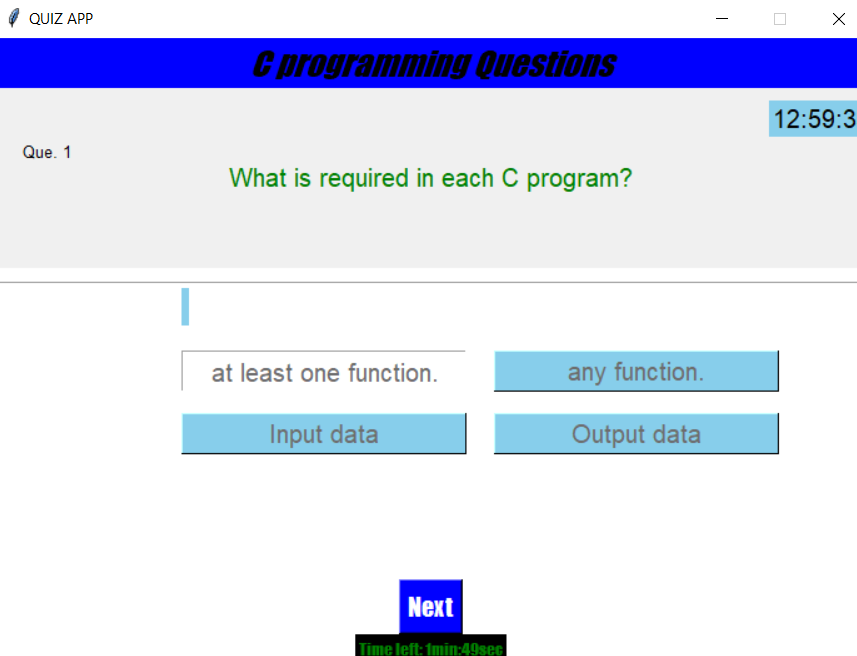 QUIZ APP
C programming Questions
12:59:3
Que. 1
What is required in each C program?
at least one function.
any function.
Input data
Output data
Next
Time left: 1min:49sec